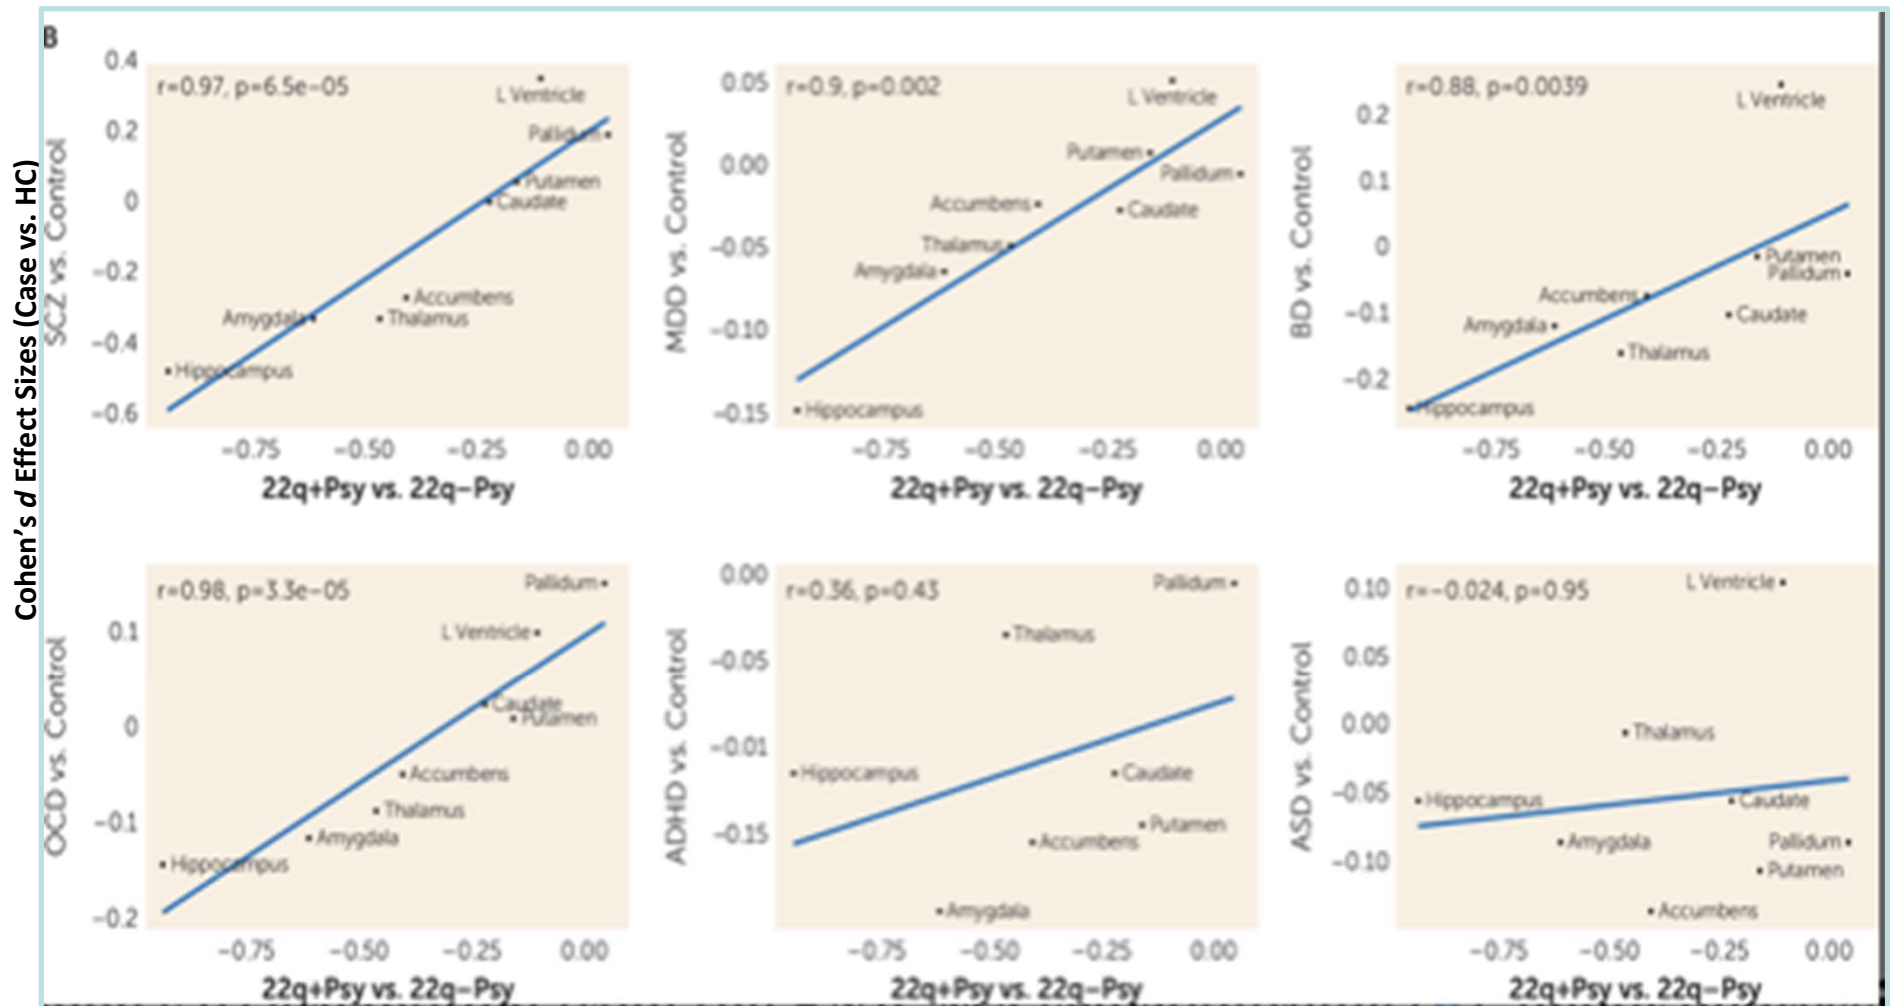 B
Cohen's d Effect Sizes (Case vs. HC)
SCZ vs. Control
0.4
0.2
0
−0.2
−0.4
−0.6
r=0.97, p=6.5e−05
L Ventricle
Pallidum
Putamen
Caudate
Accumbens
Amygdala
Thalamus
Hippocampus
−0.75 −0.50 −0.25 0.00
22q+Psy vs. 22q−Psy
MDD vs. Control
0.05
0.00
−0.05
−0.10
−0.15
r=0.9, p=0.002
L Ventricle
Putamen
Pallidum
Accumbens
Caudate
Thalamus
Amygdala
Hippocampus
−0.75 −0.50 −0.25 0.00
22q+Psy vs. 22q−Psy
BD vs. Control
0.2
0.1
0
−0.1
−0.2
r=0.88, p=0.0039
L Ventricle
Putamen
Pallidum
Accumbens
Caudate
Amygdala
Thalamus
Hippocampus
−0.75 −0.50 −0.25 0.00
22q+Psy vs. 22q−Psy
OCD vs. Control
0.1
0
−0.1
−0.2
r=0.98, p=3.3e−05
Pallidum
L Ventricle
Caudate
Putamen
Accumbens
Thalamus
Amygdala
Hippocampus
−0.75 −0.50 −0.25 0.00
22q+Psy vs. 22q−Psy
ADHD vs. Control
0.00
−0.05
−0.01
−0.15
r=0.36, p=0.43
Pallidum
Thalamus
Hippocampus
Caudate
Putamen
Accumbens
Amygdala
−0.75 −0.50 −0.25 0.00
22q+Psy vs. 22q−Psy
ASD vs. Control
0.10
0.05
0.00
−0.05
−0.10
r=−0.024, p=0.95
L Ventricle
Thalamus
Hippocampus
Caudate
Amygdala
Pallidum
Putamen
Accumbens
−0.75 −0.50 −0.25 0.00
22q+Psy vs. 22q−Psy